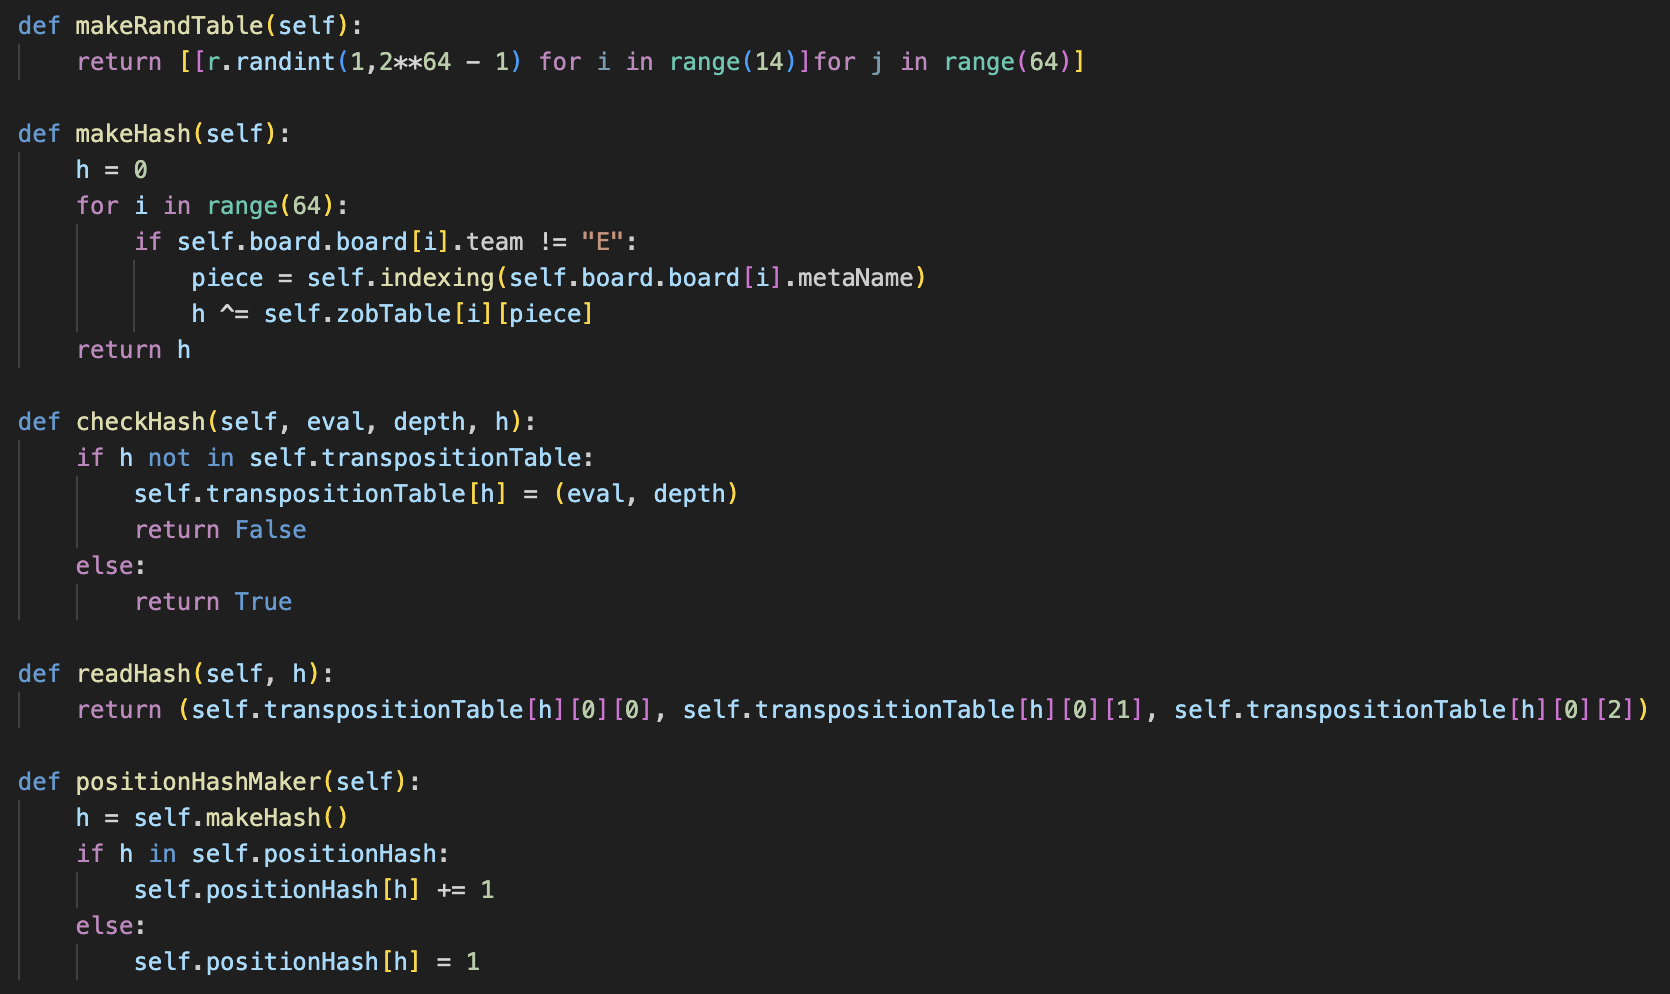 def makeRandTable(self):
    return [[r.randint(1,2**64 - 1) for i in range(14)]for j in range(64)]

def makeHash(self):
    h = 0
    for i in range(64):
        if self.board.board[i].team != "E":
            piece = self.indexing(self.board.board[i].metaName)
            h ^= self.zobTable[i][piece]
    return h

def checkHash(self, eval, depth, h):
    if h not in self.transpositionTable:
        self.transpositionTable[h] = (eval, depth)
        return False
    else:
        return True

def readHash(self, h):
    return (self.transpositionTable[h][0][0], self.transpositionTable[h][0][1], self.transpositionTable[h][0][2])

def positionHashMaker(self):
    h = self.makeHash()
    if h in self.positionHash:
        self.positionHash[h] += 1
    else:
        self.positionHash[h] = 1